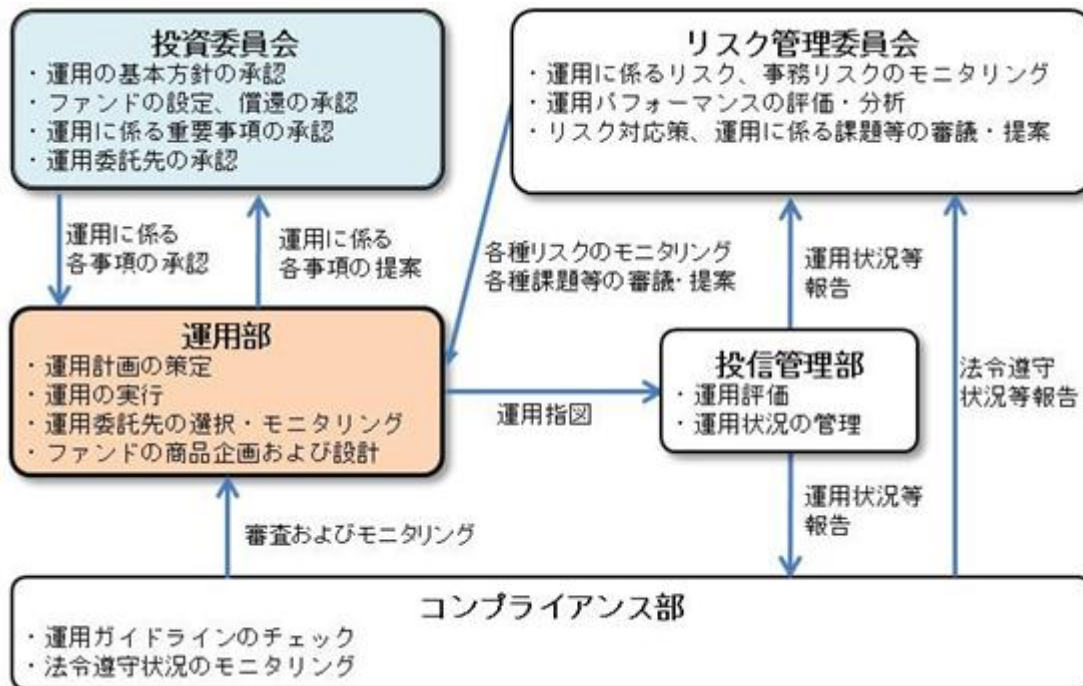 投資委員会
・運用の基本方針の承認
・ファンドの設定、償還の承認
・運用に係る重要事項の承認
・運用委託先の承認
リスク管理委員会
・運用に係るリスク、事務リスクのモニタリング
・運用パフォーマンスの評価・分析
・リスク対応策、運用に係る課題等の審議・提案
運用に係る
各事項の承認
運用に係る
各事項の提案
各種リスクのモニタリング
各種課題等の審議・提案
運用状況等
報告
法令遵守
状況等報告
運用部
・運用計画の策定
・運用の実行
・運用委託先の選択・モニタリング
・ファンドの商品企画および設計
運用指図
投信管理部
・運用評価
・運用状況の管理
審査およびモニタリング
運用状況等
報告
コンプライアンス部
・運用ガイドラインのチェック
・法令遵守状況のモニタリング